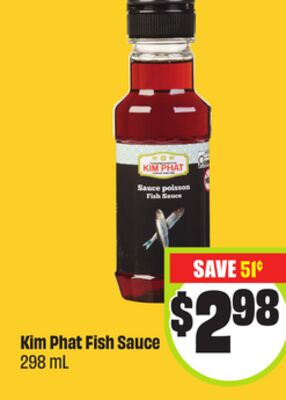 KIM PHAT
Sauce poisson
Fish Sauce
SAVE 51¢
$2.98
Kim Phat Fish Sauce
298 mL